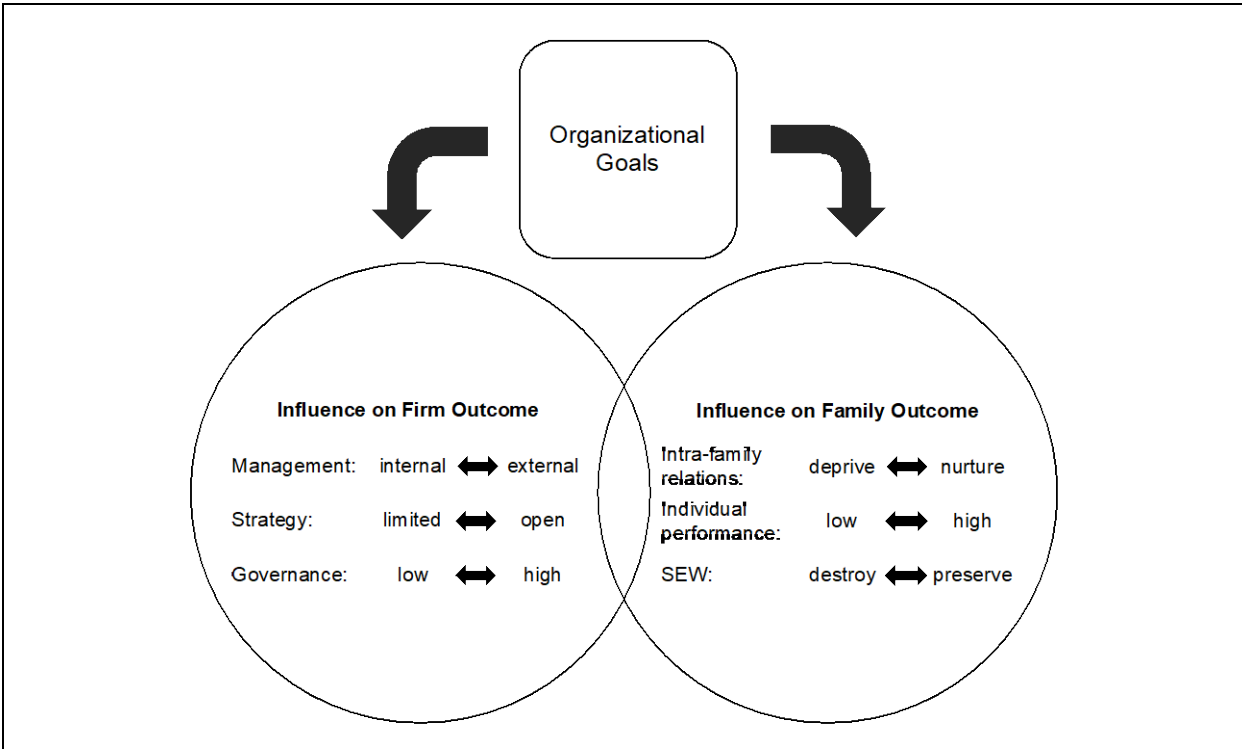 Organizational
Goals
Influence on Firm Outcome
Management: internal external
Strategy: limited open
Governance: low high
Influence on Family Outcome
Intra-family
relations: deprive nurture
Individual
performance: low high
SEW: destroy preserve